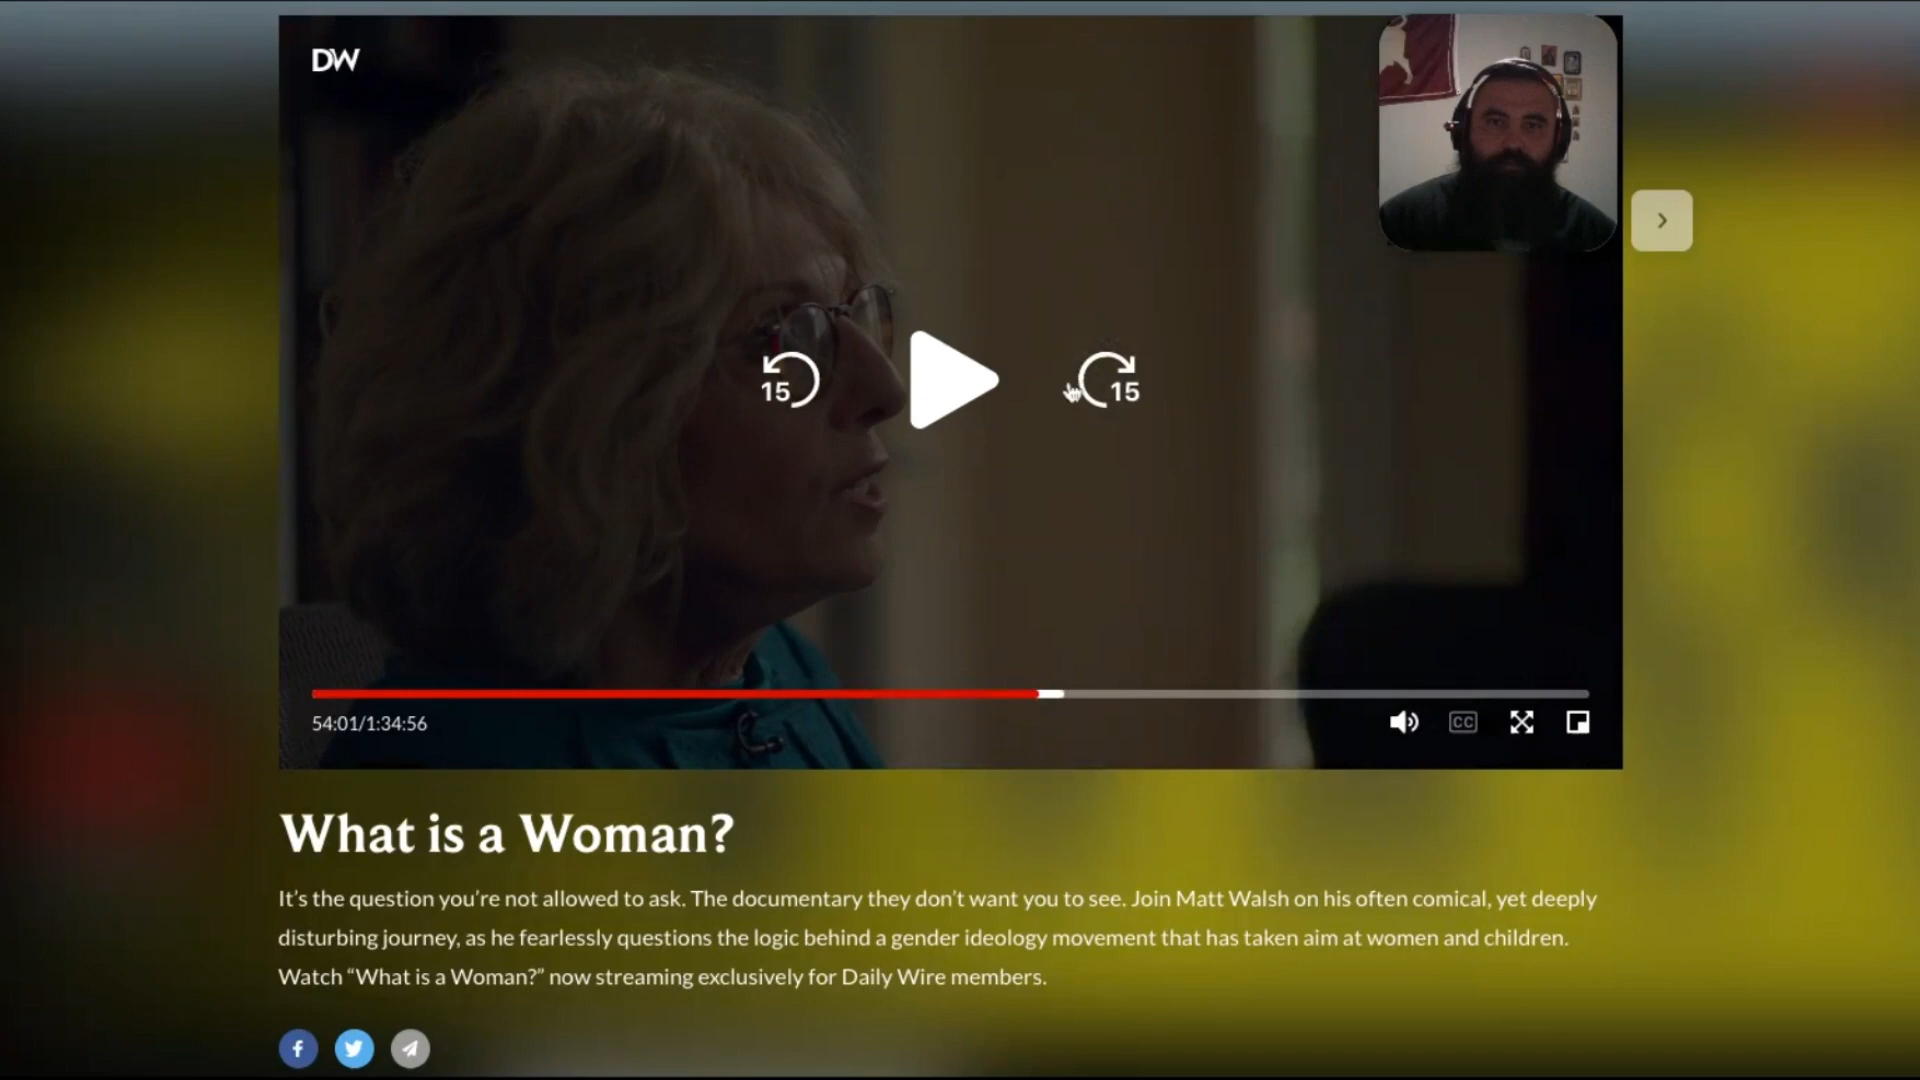 DW
15
15
54:01/1:34:56
CC
What is a Woman?
It's the question you're not allowed to ask. The documentary they don't want you to see. Join Matt Walsh on his often comical, yet deeply
disturbing journey, as he fearlessly questions the logic behind a gender ideology movement that has taken aim at women and children.
Watch “What is a Woman?” now streaming exclusively for Daily Wire members.